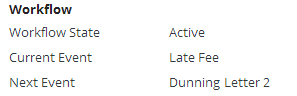 Workflow
Workflow State Active
Current Event Late Fee
Next Event Dunning Letter 2